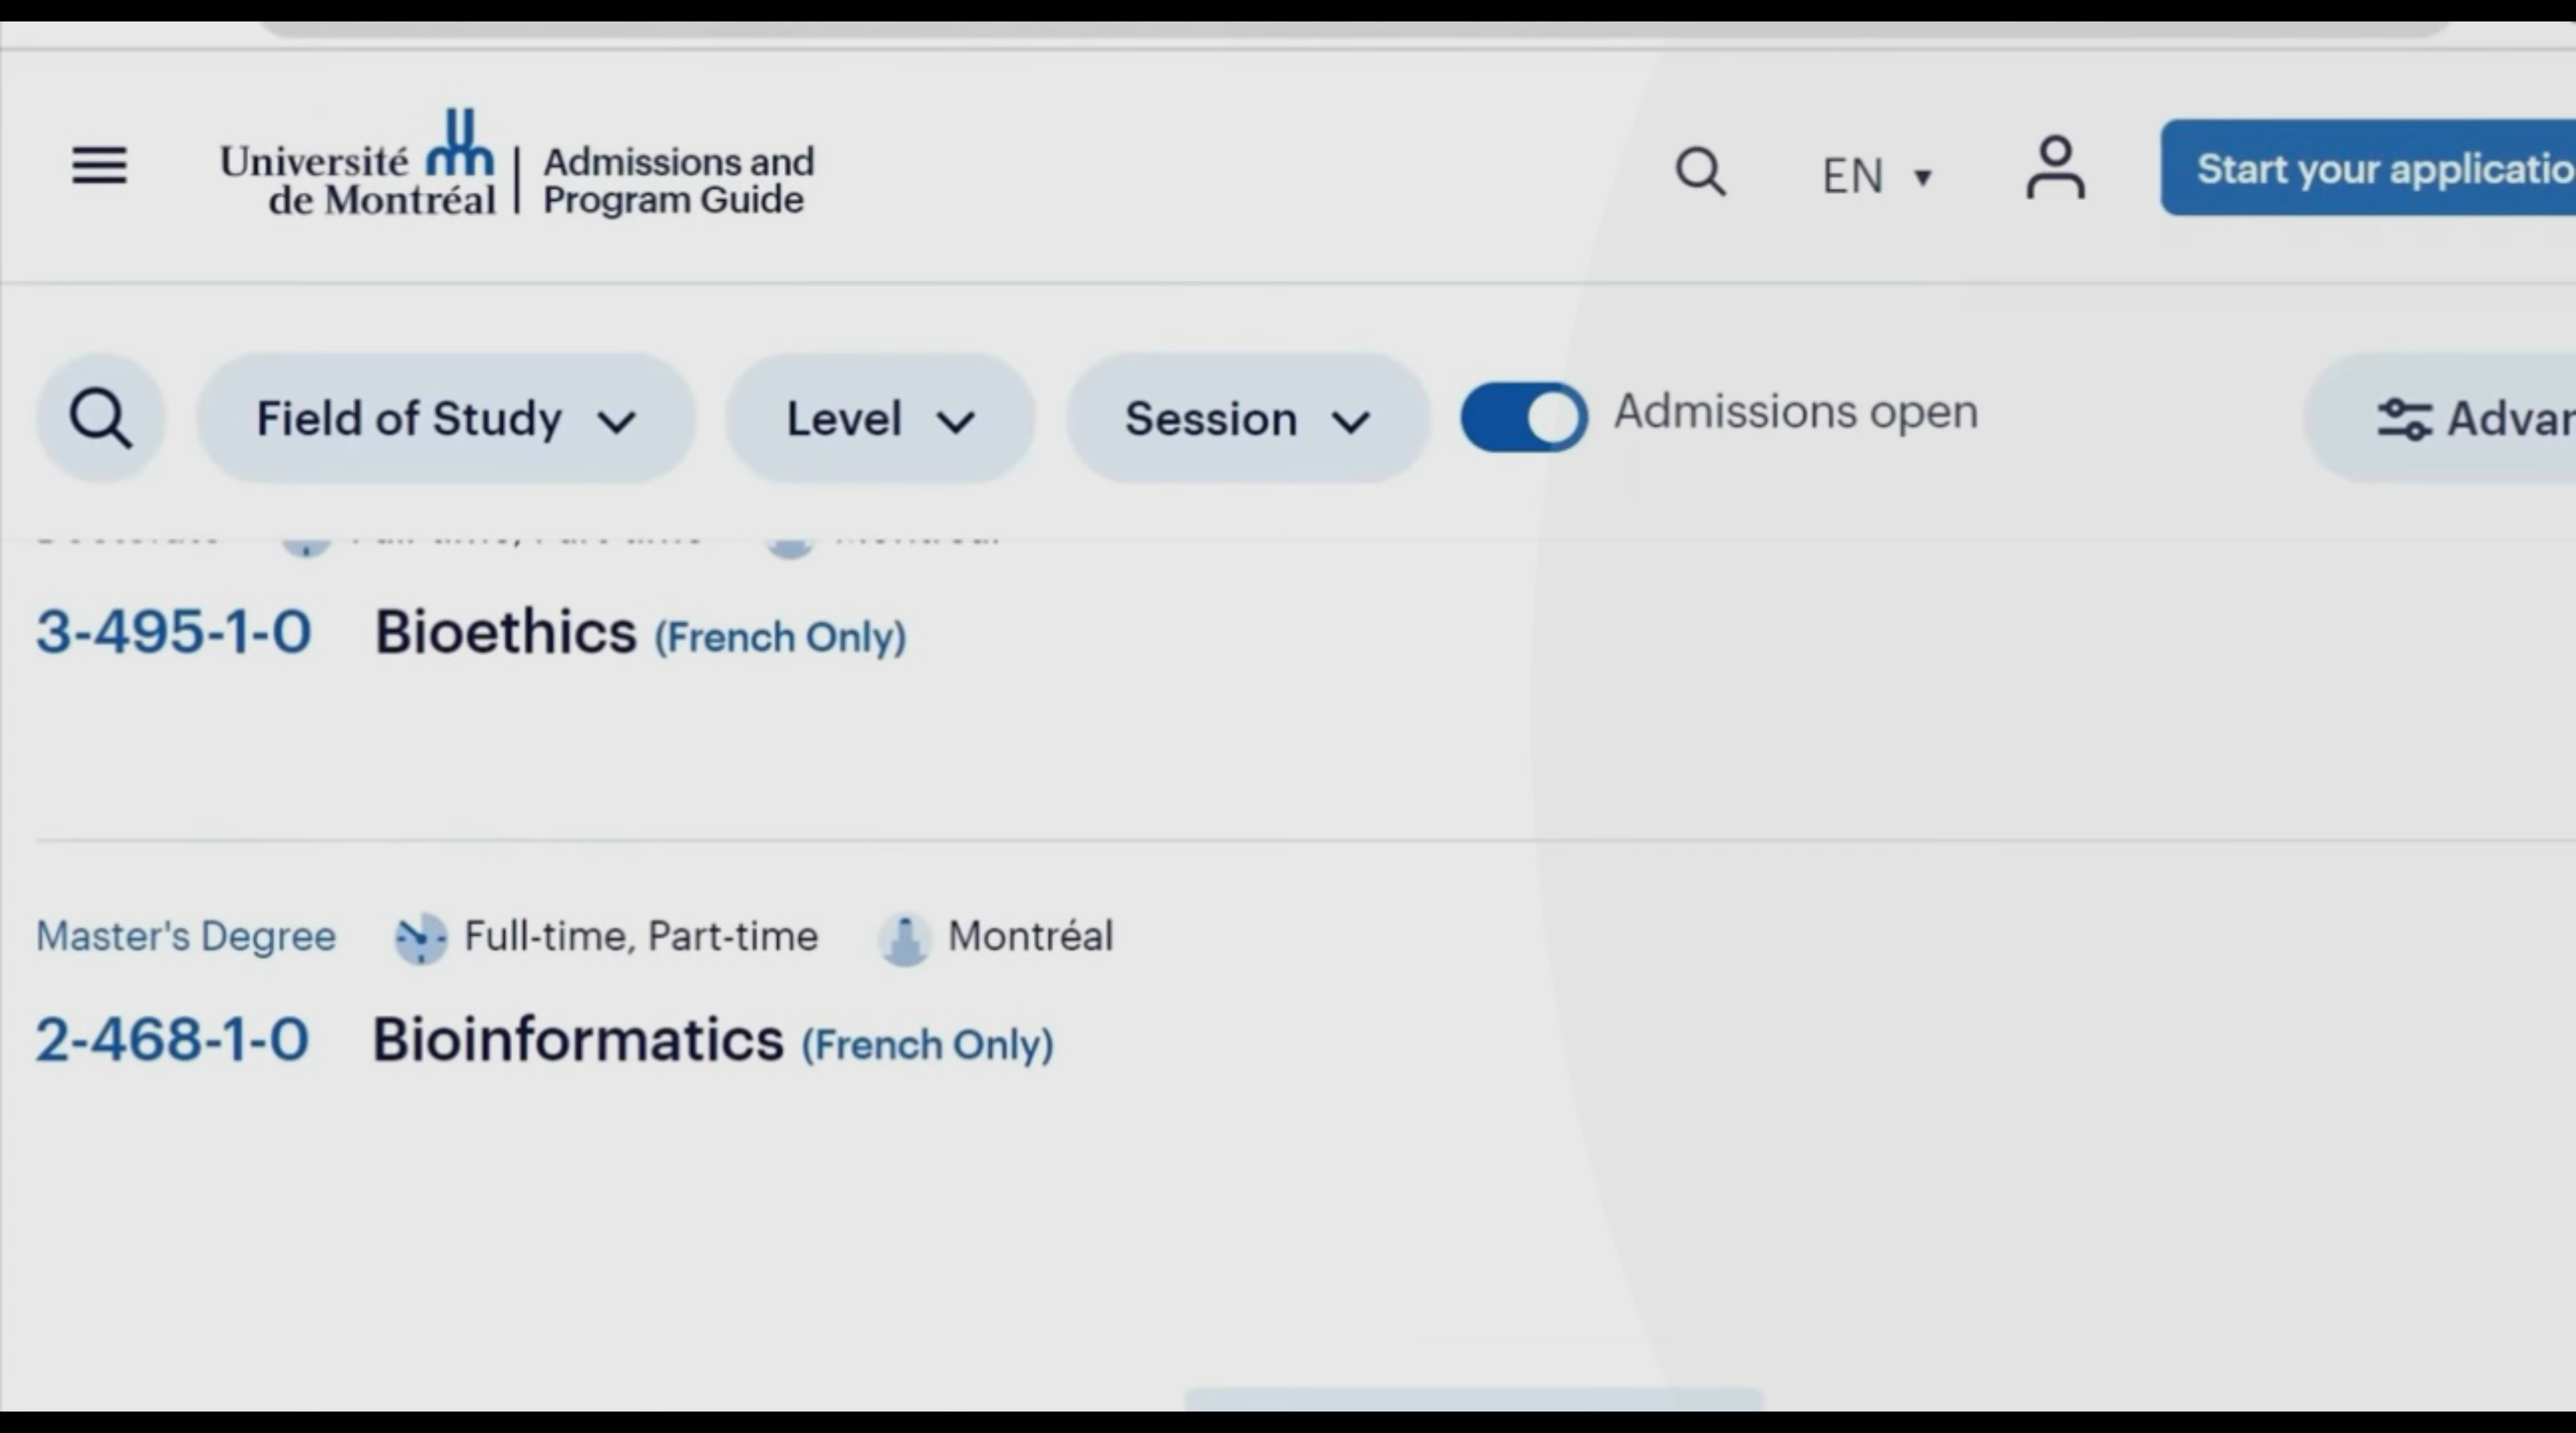 Université
de Montréal
Admissions and
Program Guide
EN
Start your applicatio
Field of Study
Level
Session
Admissions open
Advan
3-495-1-0 Bioethics (French Only)
Master's Degree Full-time, Part-time Montréal
2-468-1-0 Bioinformatics (French Only)